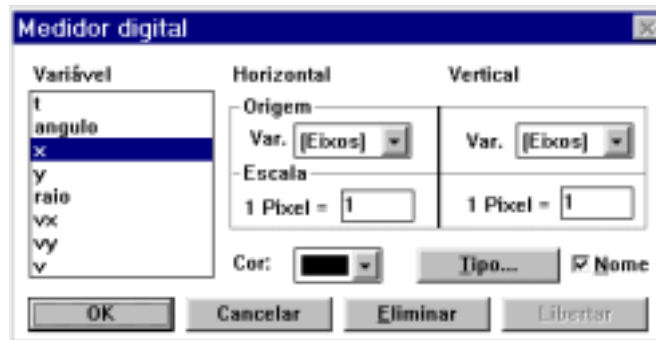 Medidor digital
Variável Horizontal Vertical
t
angulo
x
y
raio
vx
vy
v
Origem
Var. (Eixos) Var. (Eixos)
Escala
1 Pixel = 1 1 Pixel = 1
Cor: Tipo... Nome
OK Cancelar Eliminar Libertar